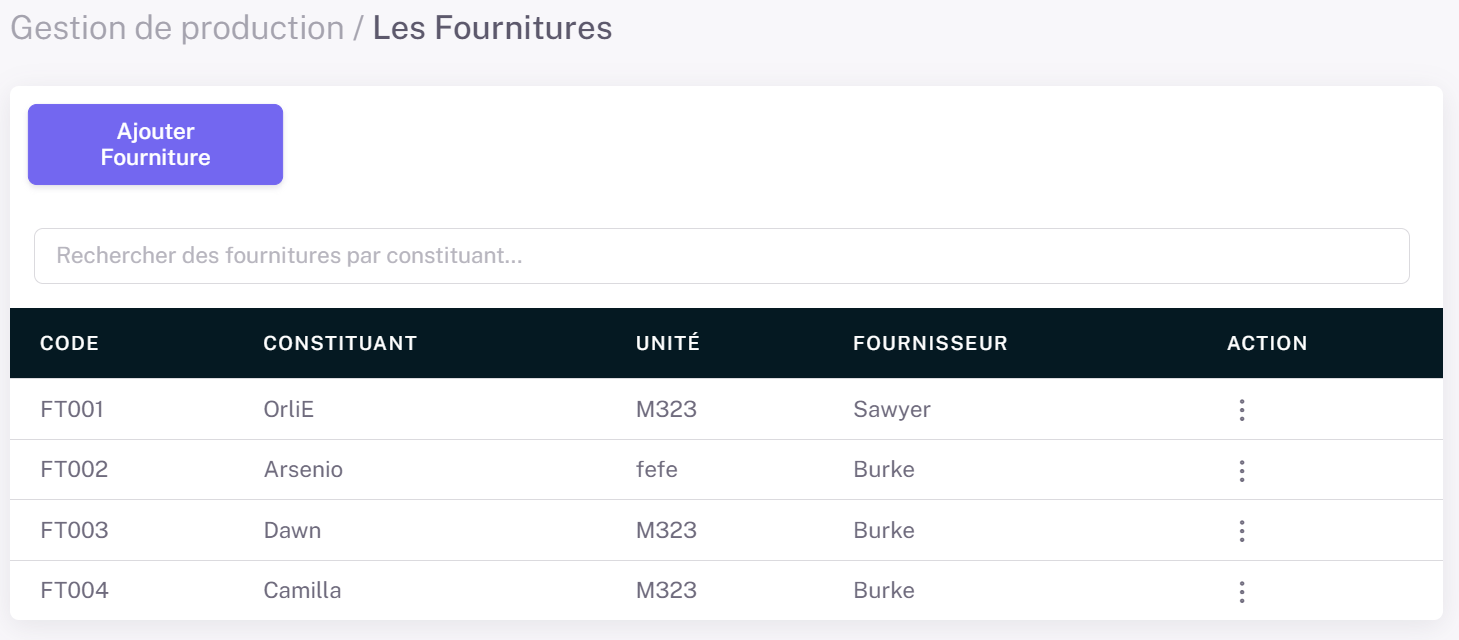 Gestion de production / Les Fournitures
Ajouter
Fourniture
Rechercher des fournitures par constituant...
CODE CONSTITUANT UNITÉ FOURNISSEUR ACTION
FT001 OrliE M323 Sawyer
FT002 Arsenio fefe Burke
FT003 Dawn M323 Burke
FT004 Camilla M323 Burke